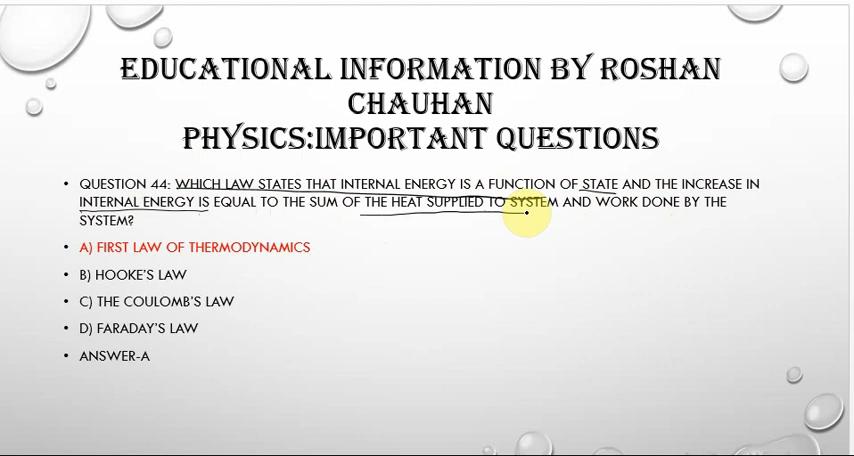 EDUCATIONAL INFORMATION BY ROSHAN
CHAUHAN
PHYSICS:IMPORTANT QUESTIONS
• QUESTION 44: WHICH LAW STATES THAT INTERNAL ENERGY IS A FUNCTION OF STATE AND THE INCREASE IN
INTERNAL ENERGY IS EQUAL TO THE SUM OF THE HEAT SUPPLIED TO SYSTEM AND WORK DONE BY THE
SYSTEM?
• A) FIRST LAW OF THERMODYNAMICS
• B) HOOKE'S LAW
• C) THE COULOMB'S LAW
• D) FARADAY'S LAW
• ANSWER-A